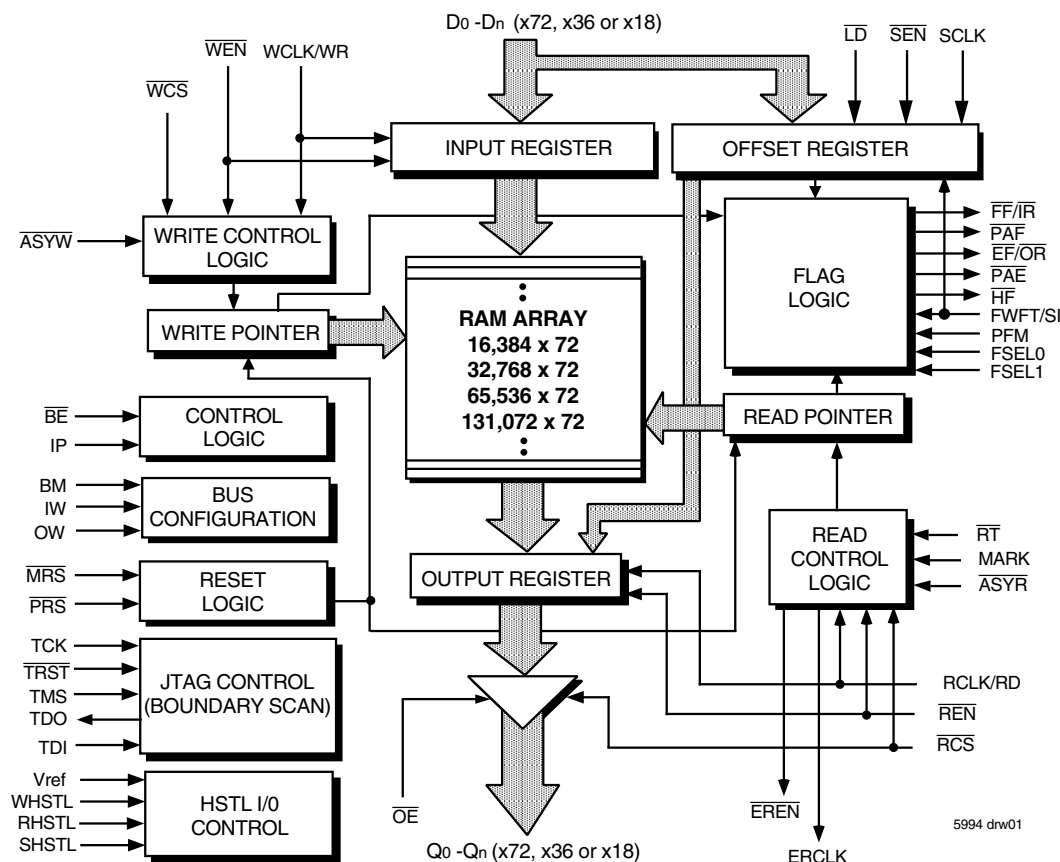 D0 -Dn (x72, x36 or x18)
WEN
WCLK/WR
LD
SEN
SCLK
WCS
INPUT REGISTER
OFFSET REGISTER
ASYW
WRITE CONTROL
LOGIC
FF/IR
PAF
EF/OR
PAE
HF
FWFT/SI
PFM
FSEL0
FSEL1
FLAG
LOGIC
WRITE POINTER
RAM ARRAY
16,384 x 72
32,768 x 72
65,536 x 72
131,072 x 72
READ POINTER
BE
IP
CONTROL
LOGIC
BM
IW
OW
BUS
CONFIGURATION
READ
CONTROL
LOGIC
RT
MARK
ASYR
MRS
PRS
RESET
LOGIC
OUTPUT REGISTER
TCK
TRST
TMS
TDO
TDI
JTAG CONTROL
(BOUNDARY SCAN)
RCLK/RD
REN
RCS
Vref
WHSTL
RHSTL
SHSTL
HSTL I/0
CONTROL
OE
EREN
5994 drw01
Q0 -Qn (x72, x36 or x18)
ERCLK